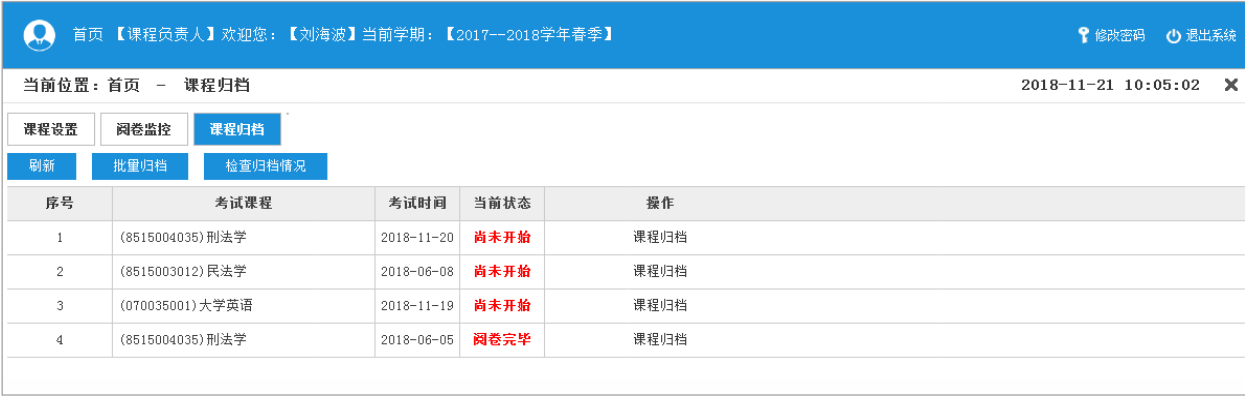 首页 【课程负责人】欢迎您：【刘海波】当前学期：【2017--2018学年春季】 修改密码 退出系统
当前位置：首页 - 课程归档 2018-11-21 10:05:02
课程设置 阅卷监控 课程归档
刷新 批量归档 检查归档情况
序号 考试课程 考试时间 当前状态 操作
1 (8515004035)刑法学 2018-11-20 尚未开始 课程归档
2 (8515003012)民法学 2018-06-08 尚未开始 课程归档
3 (070035001)大学英语 2018-11-19 尚未开始 课程归档
4 (8515004035)刑法学 2018-06-05 阅卷完毕 课程归档